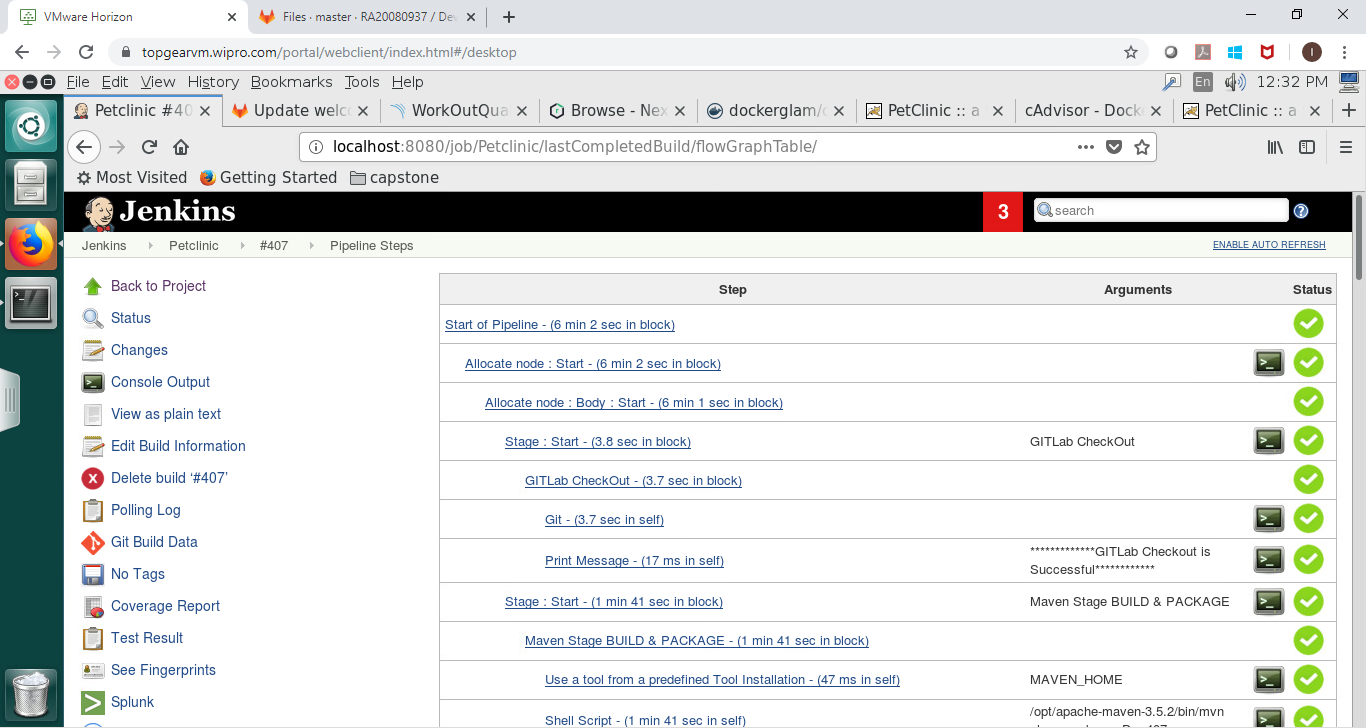 VMware Horizon
Files · master · RA20080937 / De
topgearvm.wipro.com/portal/webclient/index.html#/desktop
I
File Edit View History Bookmarks Tools Help
En
12:32 PM
Petclinic #40
Update welc
WorkOutQua
Browse - Nex
dockerglam/c
PetClinic :: a
cAdvisor - Docke
PetClinic :: a
localhost:8080/job/Petclinic/lastCompletedBuild/flowGraphTable/
Most Visited Getting Started capstone
Jenkins
3
search
Jenkins Petclinic #407 Pipeline Steps
ENABLE AUTO REFRESH
Back to Project
Status
Changes
Console Output
View as plain text
Edit Build Information
Delete build ‘#407’
Polling Log
Git Build Data
No Tags
Coverage Report
Test Result
See Fingerprints
Splunk
Step Arguments Status
Start of Pipeline - (6 min 2 sec in block)
Allocate node : Start - (6 min 2 sec in block)
Allocate node : Body : Start - (6 min 1 sec in block)
Stage : Start - (3.8 sec in block) GITLab CheckOut
GITLab CheckOut - (3.7 sec in block)
Git - (3.7 sec in self)
Print Message - (17 ms in self) *************GITLab Checkout is
Successful************
Stage : Start - (1 min 41 sec in block) Maven Stage BUILD & PACKAGE
Maven Stage BUILD & PACKAGE - (1 min 41 sec in block)
Use a tool from a predefined Tool Installation - (47 ms in self) MAVEN_HOME
Shell Script - (1 min 41 sec in self) /opt/apache-maven-3.5.2/bin/mvn